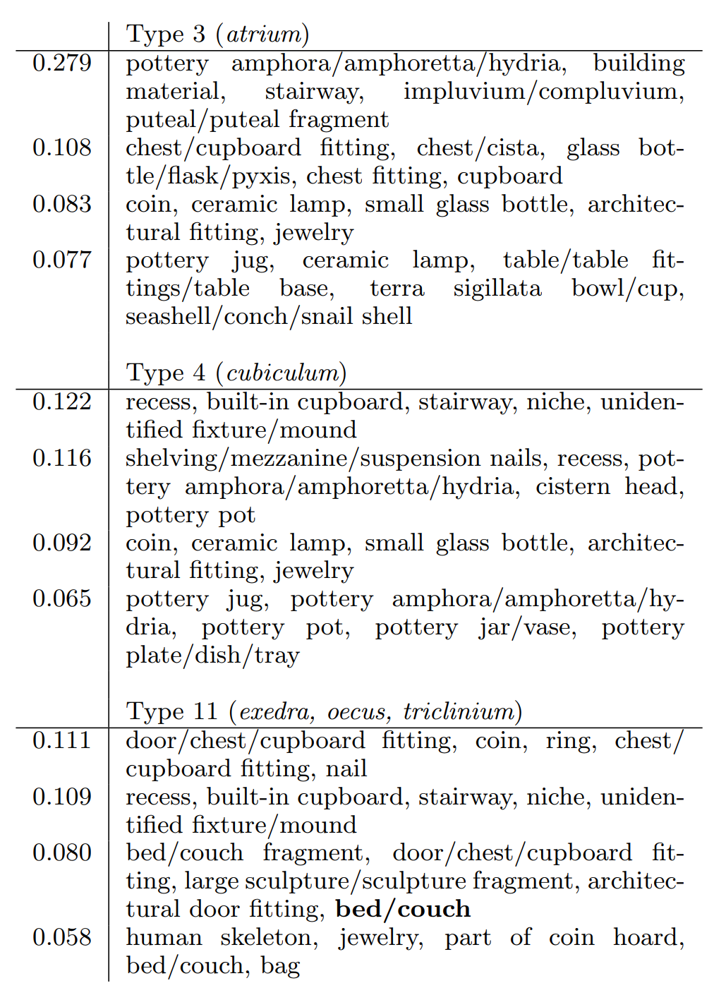 Type 3 (atrium)
0.279 pottery amphora/amphoretta/hydria, building
material, stairway, impluvium/compluvium,
puteal/puteal fragment
0.108 chest/cupboard fitting, chest/cista, glass bot-
tle/flask/pyxis, chest fitting, cupboard
0.083 coin, ceramic lamp, small glass bottle, architec-
tural fitting, jewelry
0.077 pottery jug, ceramic lamp, table/table fit-
tings/table base, terra sigillata bowl/cup,
seashell/conch/snail shell
Type 4 (cubiculum)
0.122 recess, built-in cupboard, stairway, niche, uniden-
tified fixture/mound
0.116 shelving/mezzanine/suspension nails, recess, pot-
tery amphora/amphoretta/hydria, cistern head,
pottery pot
0.092 coin, ceramic lamp, small glass bottle, architec-
tural fitting, jewelry
0.065 pottery jug, pottery amphora/amphoretta/hy-
dria, pottery pot, pottery jar/vase, pottery
plate/dish/tray
Type 11 (exedra, oecus, triclinium)
0.111 door/chest/cupboard fitting, coin, ring, chest/
cupboard fitting, nail
0.109 recess, built-in cupboard, stairway, niche, uniden-
tified fixture/mound
0.080 bed/couch fragment, door/chest/cupboard fit-
ting, large sculpture/sculpture fragment, architec-
tural door fitting, bed/couch
0.058 human skeleton, jewelry, part of coin hoard,
bed/couch, bag